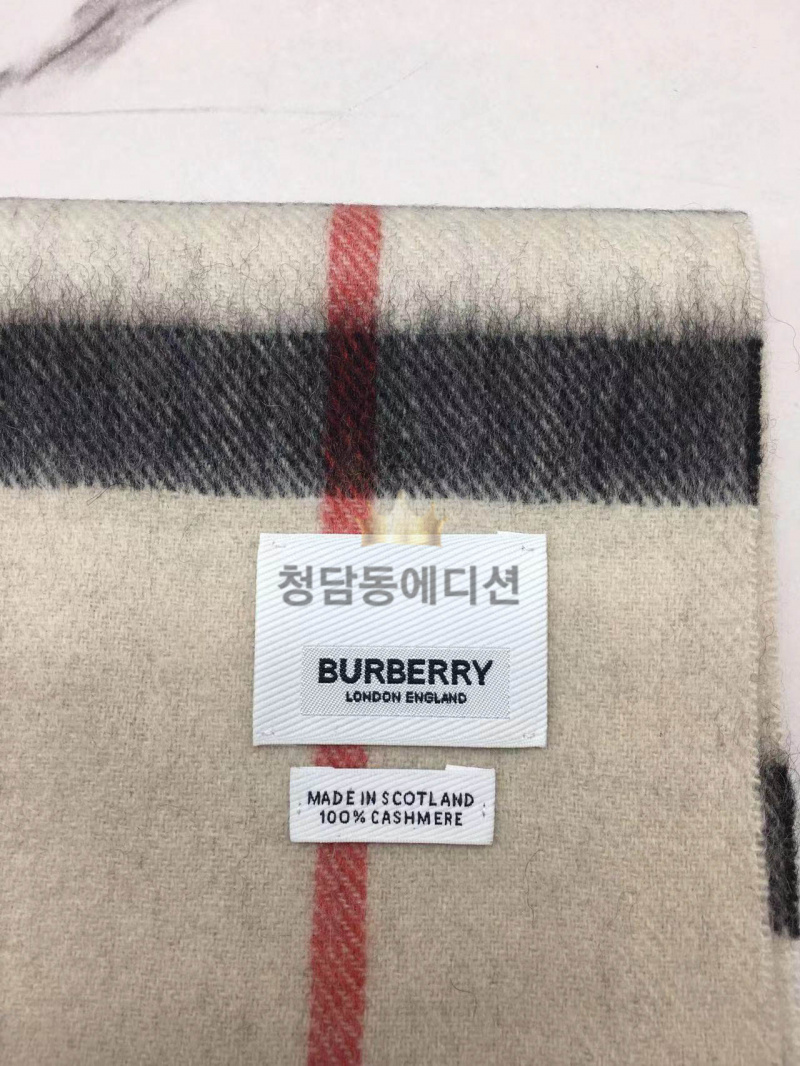 청담동에디션
BURBERRY
LONDON ENGLAND
MADE IN SCOTLAND
100% CASHMERE